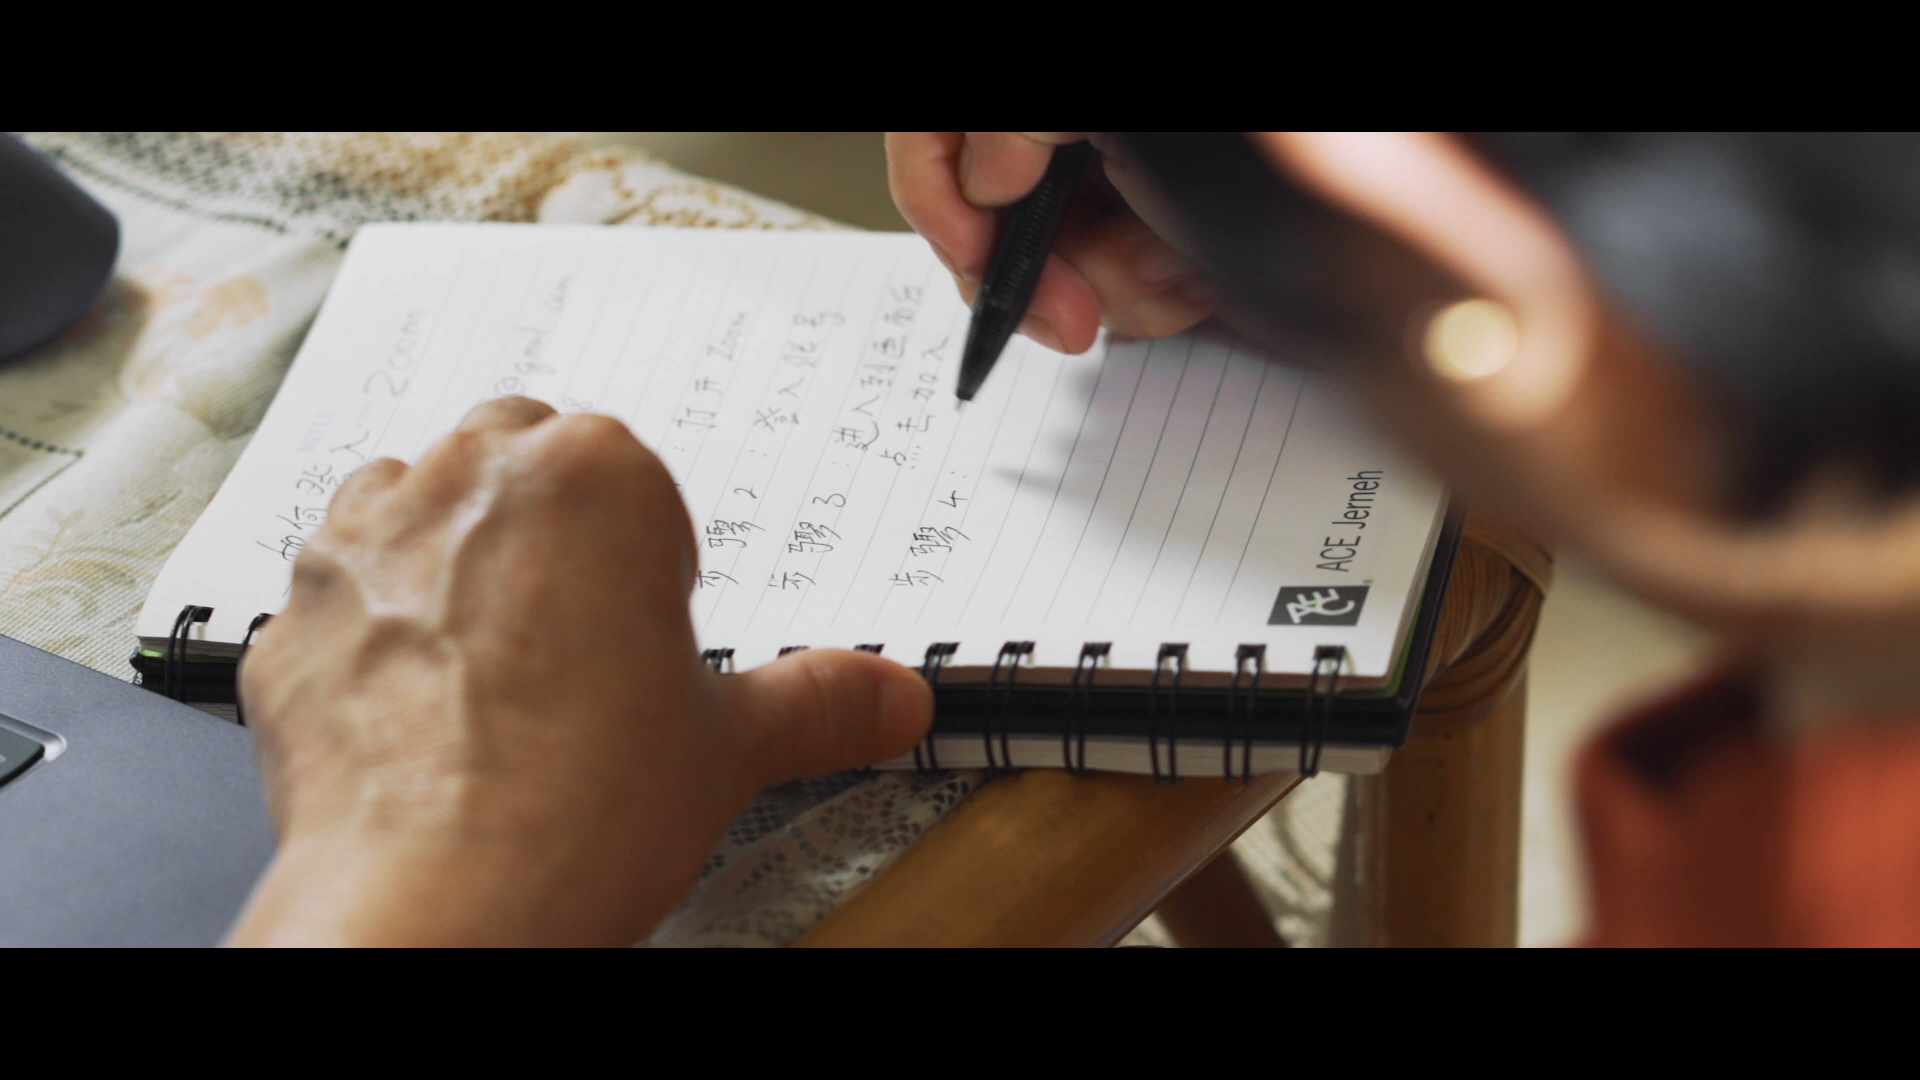 如何登入 Zoom
@gmail.com
8
: 打开 Zoom
步骤 2 : 登入账号
步骤 3 : 进入到画面后
点击加入
步骤 4 :
ACE Jerneh